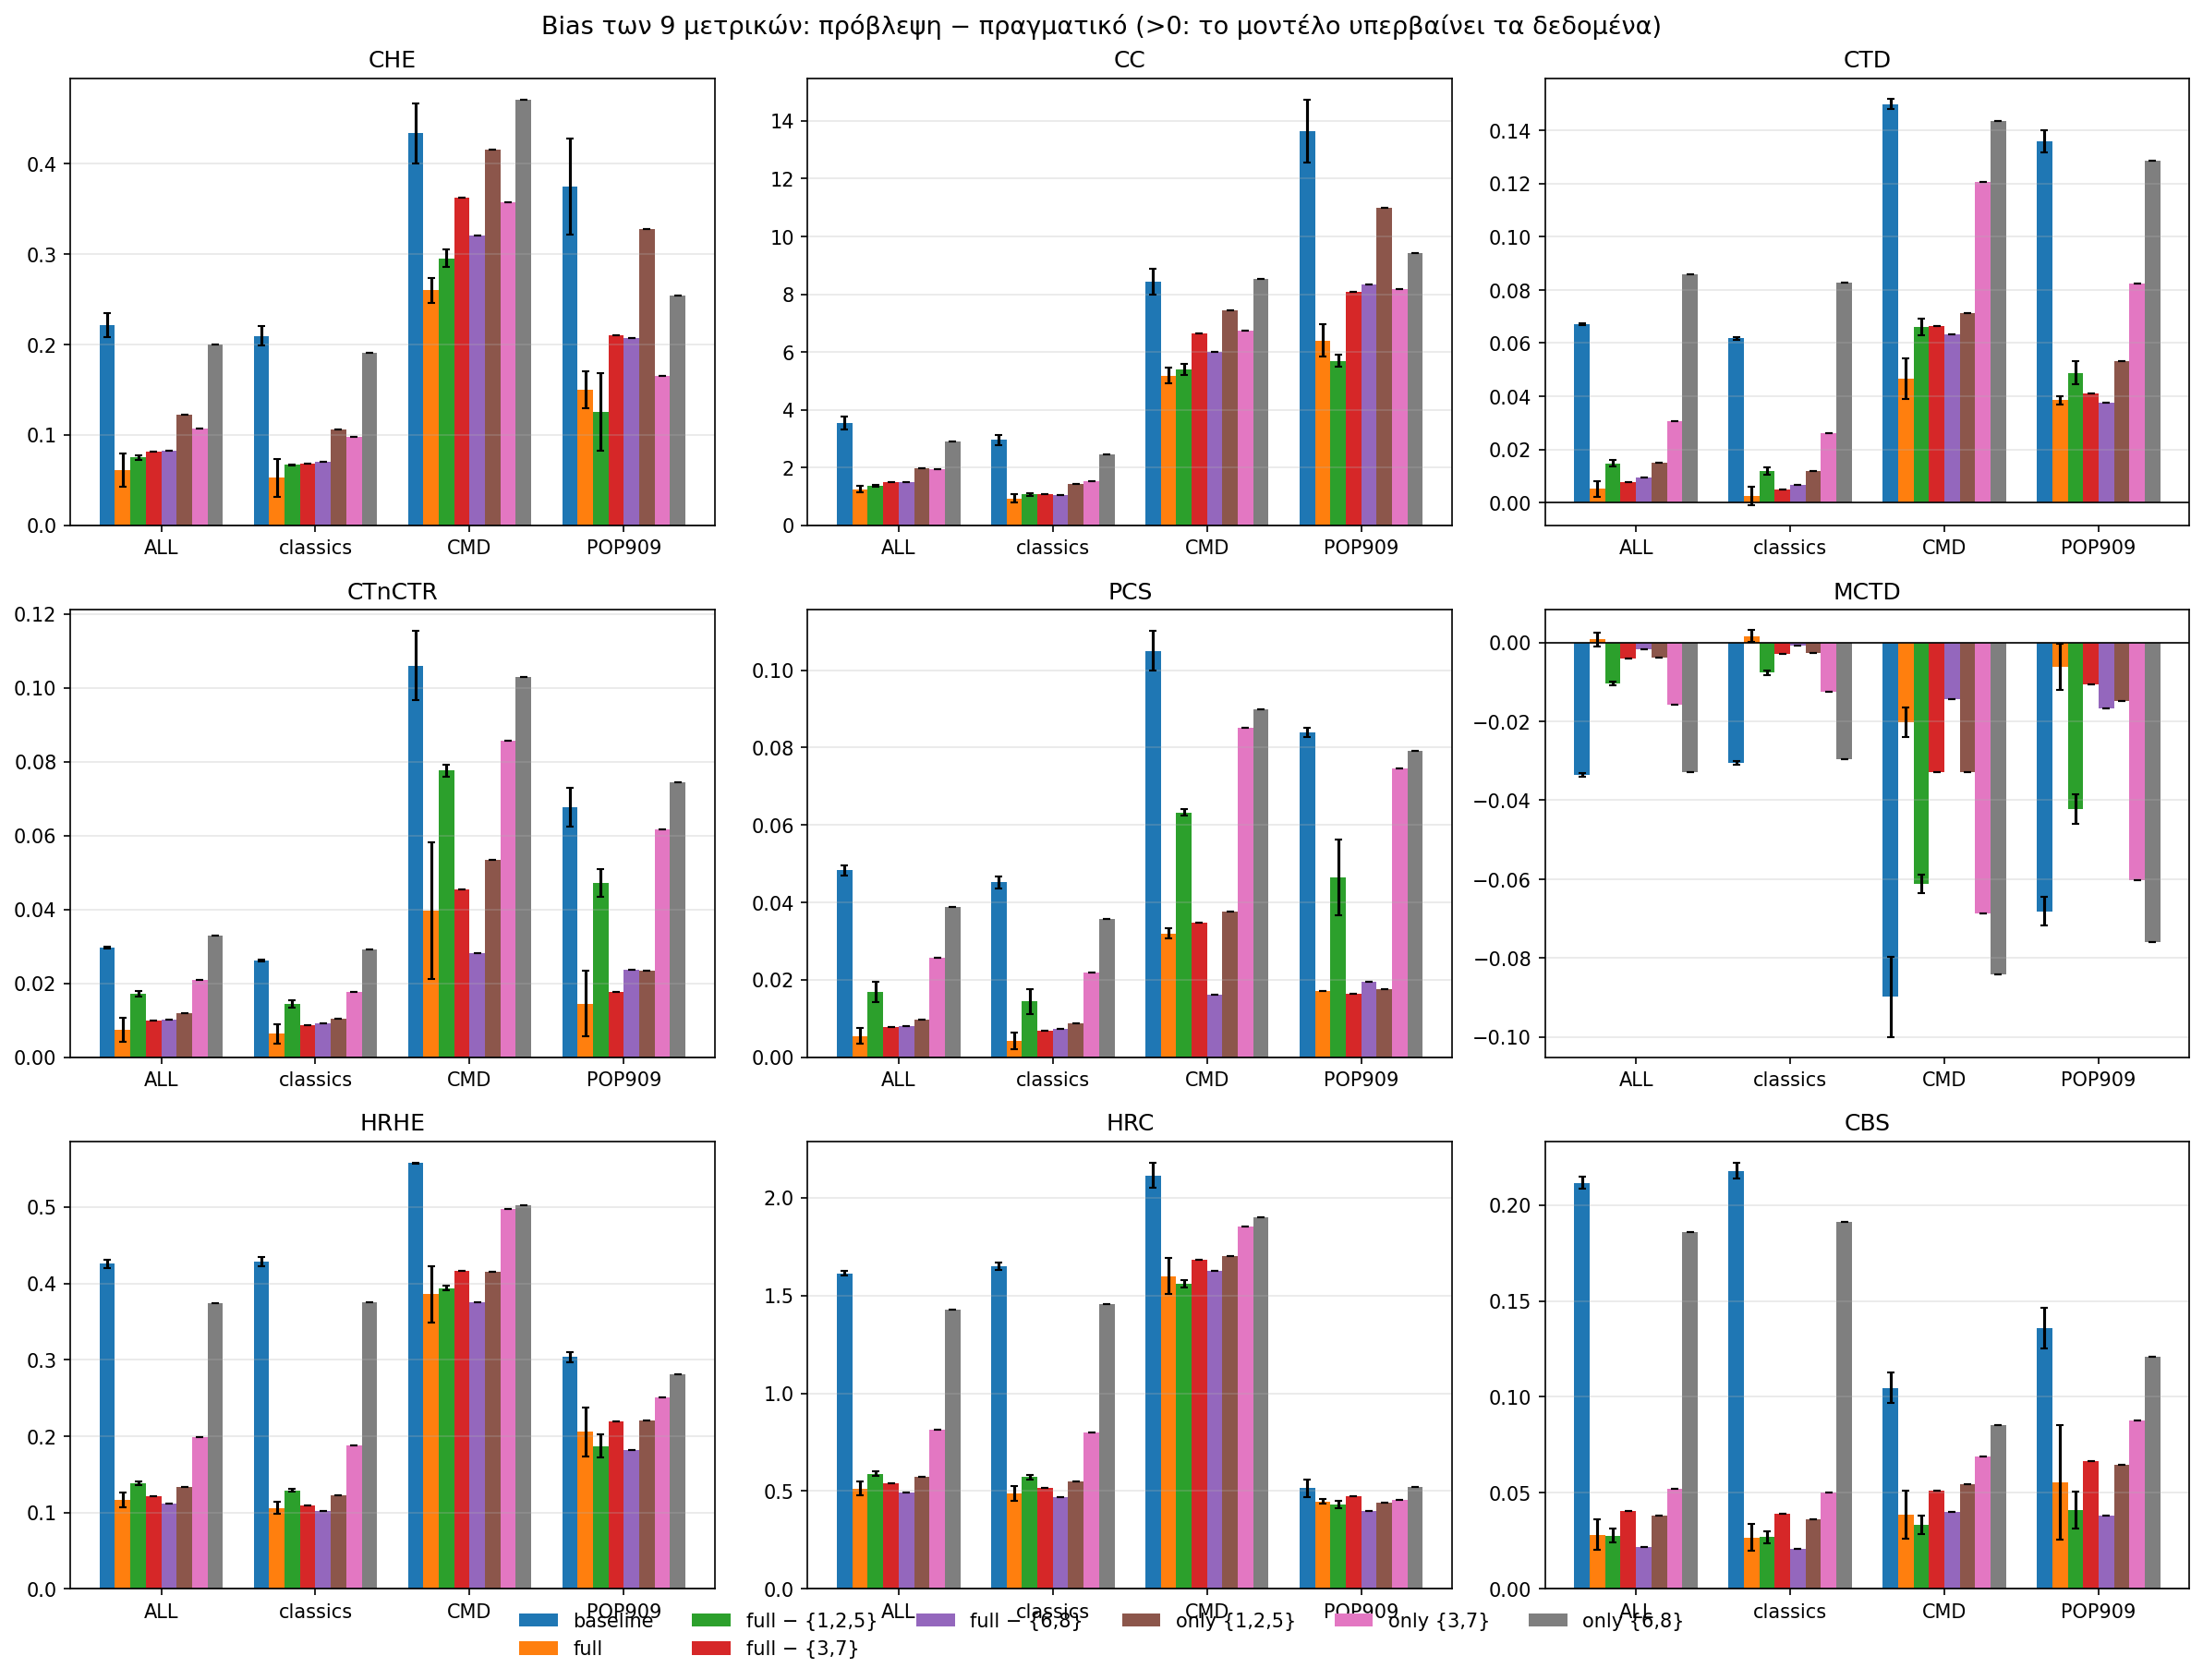 Bias των 9 μετρικών: πρόβλεψη − πραγματικό (>0: το μοντέλο υπερβαίνει τα δεδομένα)
CHE
0.4
0.3
0.2
0.1
0.0
ALL classics CMD POP909
CC
14
12
10
8
6
4
2
0
ALL classics CMD POP909
CTD
0.14
0.12
0.10
0.08
0.06
0.04
0.02
0.00
ALL classics CMD POP909
CTnCTR
0.12
0.10
0.08
0.06
0.04
0.02
0.00
ALL classics CMD POP909
PCS
0.10
0.08
0.06
0.04
0.02
0.00
ALL classics CMD POP909
MCTD
0.00
−0.02
−0.04
−0.06
−0.08
−0.10
ALL classics CMD POP909
HRHE
0.5
0.4
0.3
0.2
0.1
0.0
ALL classics CMD POP909
HRC
2.0
1.5
1.0
0.5
0.0
ALL classics CMD POP909
CBS
0.20
0.15
0.10
0.05
0.00
ALL classics CMD POP909
baseline full − {1,2,5} full − {6,8} only {1,2,5} only {3,7} only {6,8}
full full − {3,7}